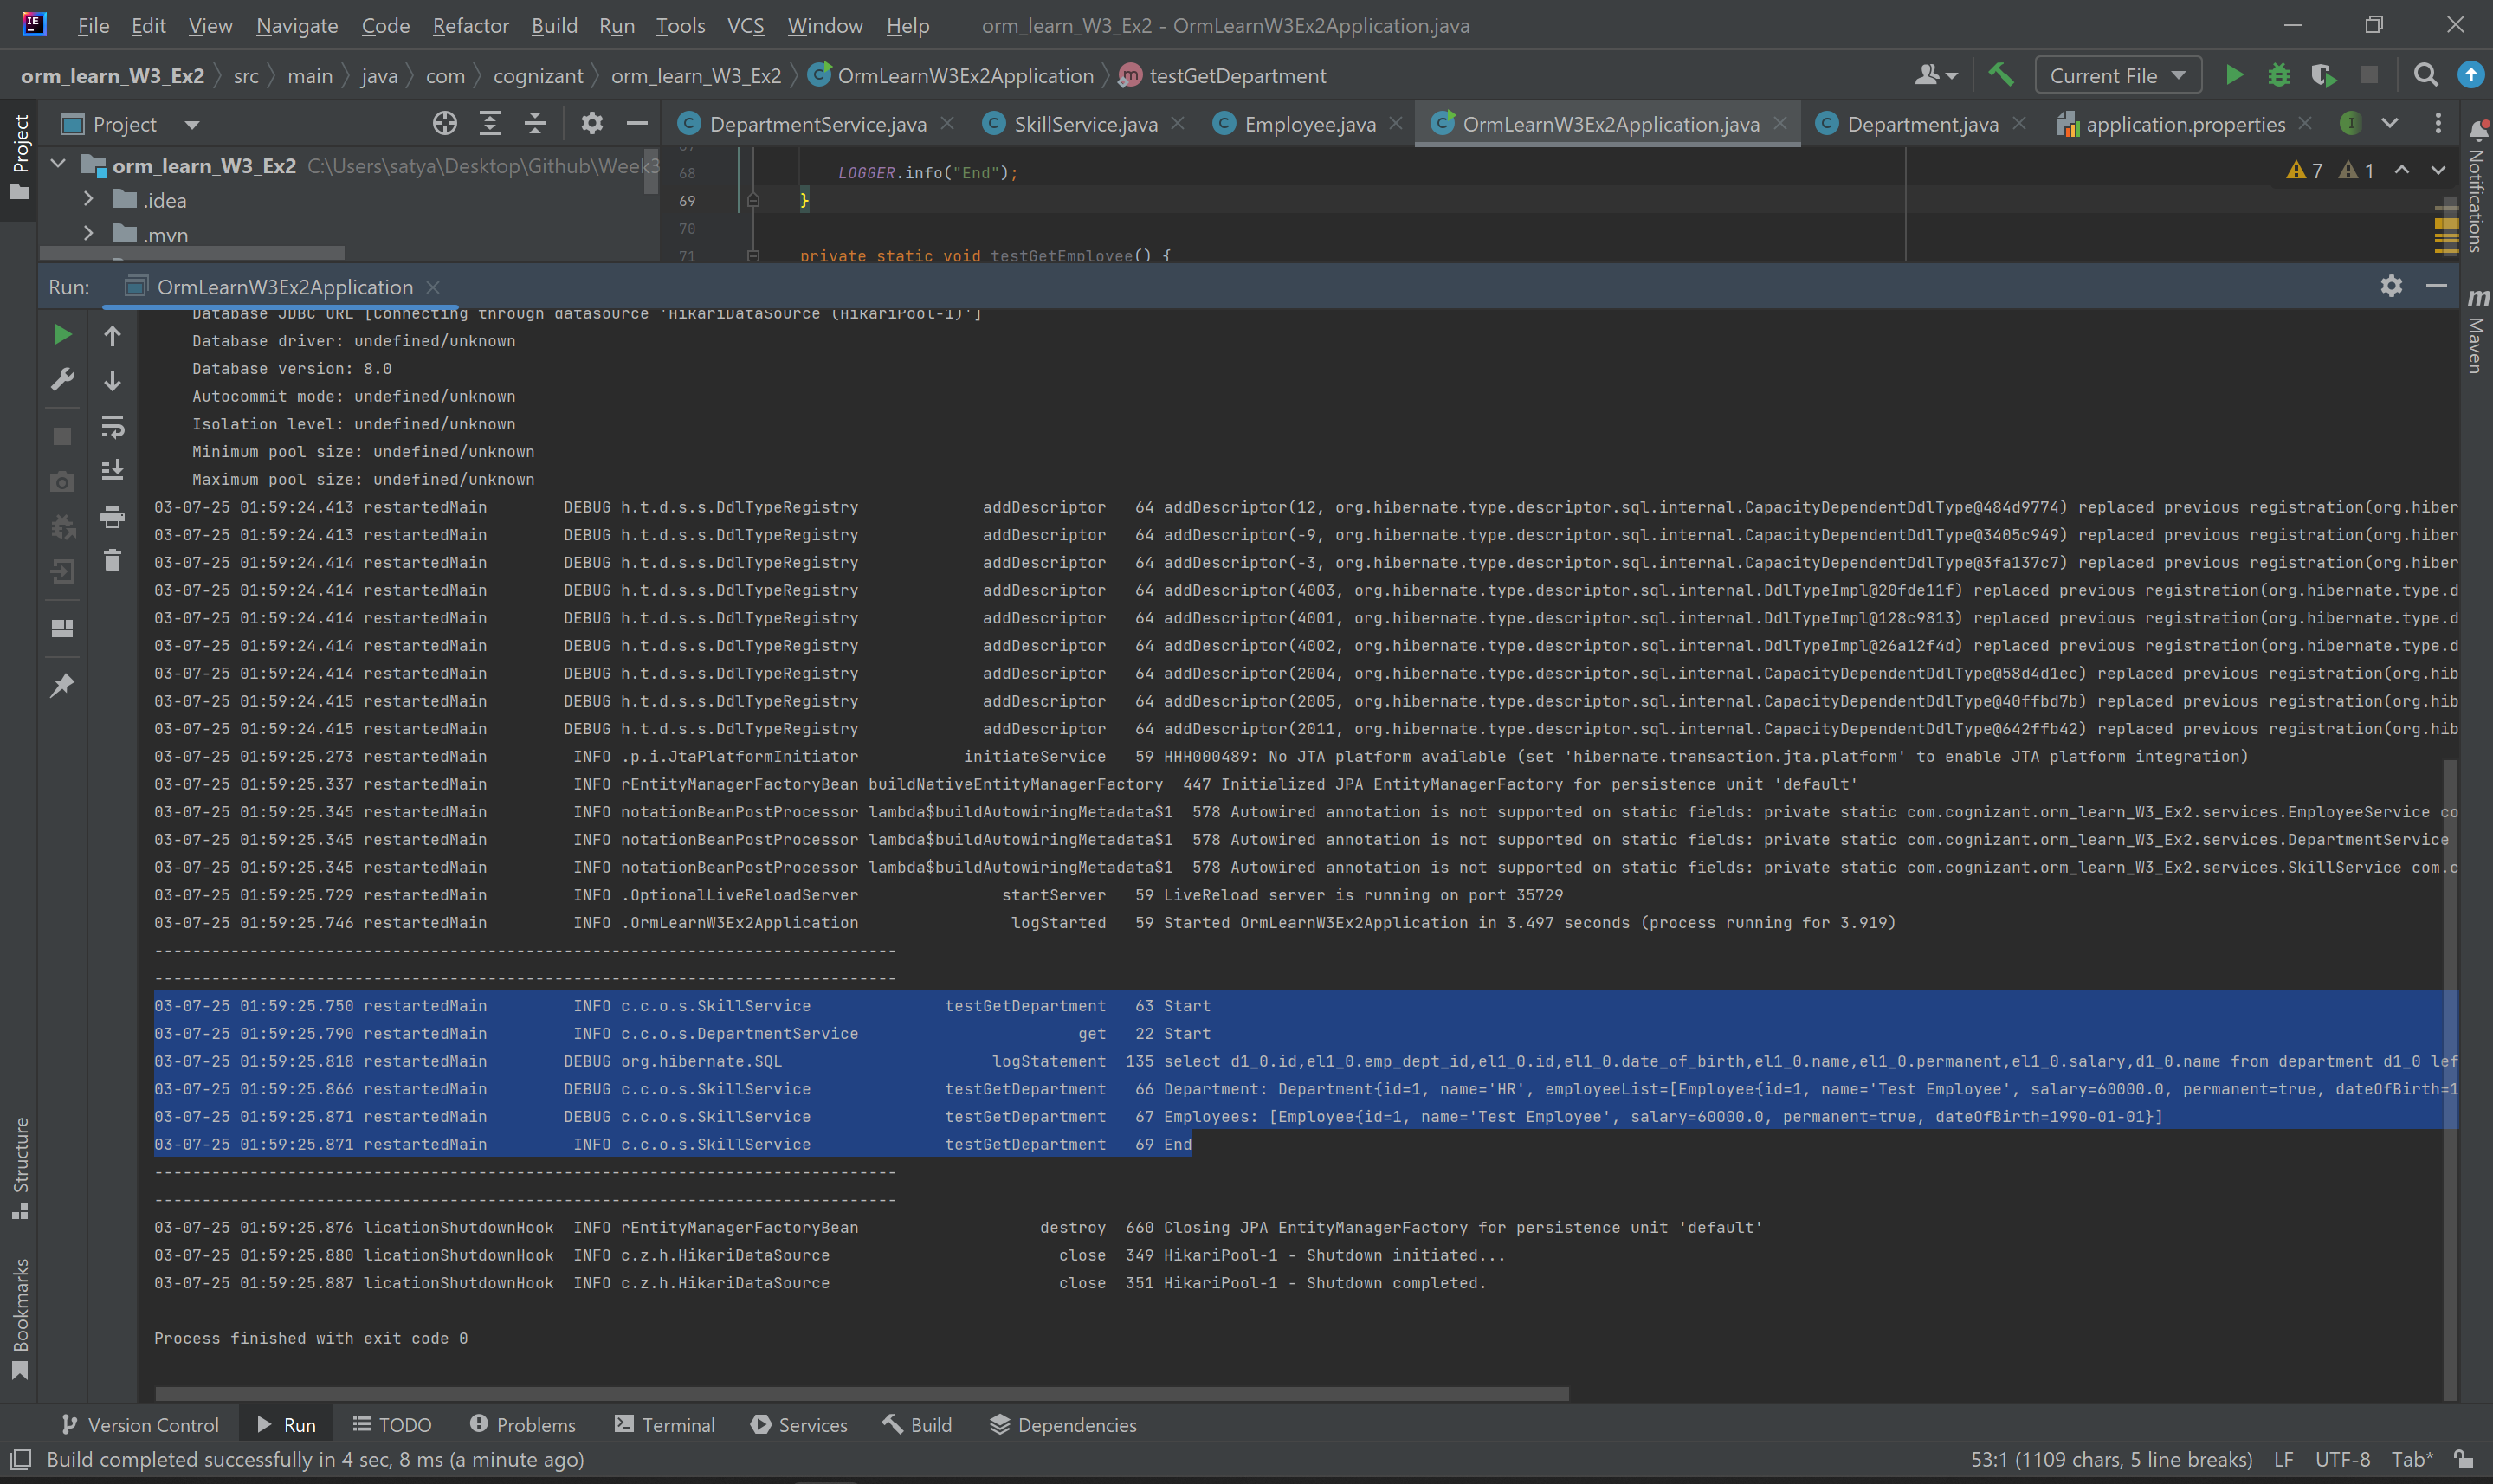 File Edit View Navigate Code Refactor Build Run Tools VCS Window Help orm_learn_W3_Ex2 - OrmLearnW3Ex2Application.java
orm_learn_W3_Ex2 src main java com cognizant orm_learn_W3_Ex2 OrmLearnW3Ex2Application testGetDepartment Current File
Project
Project
DepartmentService.java SkillService.java Employee.java OrmLearnW3Ex2Application.java Department.java application.properties
orm_learn_W3_Ex2 C:\Users\satya\Desktop\Github\Week3
.idea
.mvn
68 LOGGER.info("End");
69 }
70
71 private static void testGetEmployee() {
7 1
Notifications
Maven
Run: OrmLearnW3Ex2Application
Database JDBC URL [Connecting through datasource 'HikariDataSource (HikariPool-1)']
Database driver: undefined/unknown
Database version: 8.0
Autocommit mode: undefined/unknown
Isolation level: undefined/unknown
Minimum pool size: undefined/unknown
Maximum pool size: undefined/unknown
03-07-25 01:59:24.413 restartedMain DEBUG h.t.d.s.s.DdlTypeRegistry addDescriptor 64 addDescriptor(12, org.hibernate.type.descriptor.sql.internal.CapacityDependentDdlType@484d9774) replaced previous registration(org.hiber
03-07-25 01:59:24.413 restartedMain DEBUG h.t.d.s.s.DdlTypeRegistry addDescriptor 64 addDescriptor(-9, org.hibernate.type.descriptor.sql.internal.CapacityDependentDdlType@3405c949) replaced previous registration(org.hiber
03-07-25 01:59:24.414 restartedMain DEBUG h.t.d.s.s.DdlTypeRegistry addDescriptor 64 addDescriptor(-3, org.hibernate.type.descriptor.sql.internal.CapacityDependentDdlType@3fa137c7) replaced previous registration(org.hiber
03-07-25 01:59:24.414 restartedMain DEBUG h.t.d.s.s.DdlTypeRegistry addDescriptor 64 addDescriptor(4003, org.hibernate.type.descriptor.sql.internal.DdlTypeImpl@20fde11f) replaced previous registration(org.hibernate.type.d
03-07-25 01:59:24.414 restartedMain DEBUG h.t.d.s.s.DdlTypeRegistry addDescriptor 64 addDescriptor(4001, org.hibernate.type.descriptor.sql.internal.DdlTypeImpl@128c9813) replaced previous registration(org.hibernate.type.d
03-07-25 01:59:24.414 restartedMain DEBUG h.t.d.s.s.DdlTypeRegistry addDescriptor 64 addDescriptor(4002, org.hibernate.type.descriptor.sql.internal.DdlTypeImpl@26a12f4d) replaced previous registration(org.hibernate.type.d
03-07-25 01:59:24.414 restartedMain DEBUG h.t.d.s.s.DdlTypeRegistry addDescriptor 64 addDescriptor(2004, org.hibernate.type.descriptor.sql.internal.CapacityDependentDdlType@58d4d1ec) replaced previous registration(org.hib
03-07-25 01:59:24.415 restartedMain DEBUG h.t.d.s.s.DdlTypeRegistry addDescriptor 64 addDescriptor(2005, org.hibernate.type.descriptor.sql.internal.CapacityDependentDdlType@40ffbd7b) replaced previous registration(org.hib
03-07-25 01:59:24.415 restartedMain DEBUG h.t.d.s.s.DdlTypeRegistry addDescriptor 64 addDescriptor(2011, org.hibernate.type.descriptor.sql.internal.CapacityDependentDdlType@642ffb42) replaced previous registration(org.hib
03-07-25 01:59:25.273 restartedMain INFO .p.i.JtaPlatformInitiator initiateService 59 HHH000489: No JTA platform available (set 'hibernate.transaction.jta.platform' to enable JTA platform integration)
03-07-25 01:59:25.337 restartedMain INFO rEntityManagerFactoryBean buildNativeEntityManagerFactory 447 Initialized JPA EntityManagerFactory for persistence unit 'default'
03-07-25 01:59:25.345 restartedMain INFO notationBeanPostProcessor lambda$buildAutowiringMetadata$1 578 Autowired annotation is not supported on static fields: private static com.cognizant.orm_learn_W3_Ex2.services.EmployeeService co
03-07-25 01:59:25.345 restartedMain INFO notationBeanPostProcessor lambda$buildAutowiringMetadata$1 578 Autowired annotation is not supported on static fields: private static com.cognizant.orm_learn_W3_Ex2.services.DepartmentService
03-07-25 01:59:25.345 restartedMain INFO notationBeanPostProcessor lambda$buildAutowiringMetadata$1 578 Autowired annotation is not supported on static fields: private static com.cognizant.orm_learn_W3_Ex2.services.SkillService com.c
03-07-25 01:59:25.729 restartedMain INFO .OptionalLiveReloadServer startServer 59 LiveReload server is running on port 35729
03-07-25 01:59:25.746 restartedMain INFO .OrmLearnW3Ex2Application logStarted 59 Started OrmLearnW3Ex2Application in 3.497 seconds (process running for 3.919)
------------------------------------------------------------------------------
------------------------------------------------------------------------------
03-07-25 01:59:25.750 restartedMain INFO c.c.o.s.SkillService testGetDepartment 63 Start
03-07-25 01:59:25.790 restartedMain INFO c.c.o.s.DepartmentService get 22 Start
03-07-25 01:59:25.818 restartedMain DEBUG org.hibernate.SQL logStatement 135 select d1_0.id,el1_0.emp_dept_id,el1_0.id,el1_0.date_of_birth,el1_0.name,el1_0.permanent,el1_0.salary,d1_0.name from department d1_0 lef
03-07-25 01:59:25.866 restartedMain DEBUG c.c.o.s.SkillService testGetDepartment 66 Department: Department{id=1, name='HR', employeeList=[Employee{id=1, name='Test Employee', salary=60000.0, permanent=true, dateOfBirth=1
03-07-25 01:59:25.871 restartedMain DEBUG c.c.o.s.SkillService testGetDepartment 67 Employees: [Employee{id=1, name='Test Employee', salary=60000.0, permanent=true, dateOfBirth=1990-01-01}]
03-07-25 01:59:25.871 restartedMain INFO c.c.o.s.SkillService testGetDepartment 69 End
------------------------------------------------------------------------------
------------------------------------------------------------------------------
03-07-25 01:59:25.876 licationShutdownHook INFO rEntityManagerFactoryBean destroy 660 Closing JPA EntityManagerFactory for persistence unit 'default'
03-07-25 01:59:25.880 licationShutdownHook INFO c.z.h.HikariDataSource close 349 HikariPool-1 - Shutdown initiated...
03-07-25 01:59:25.887 licationShutdownHook INFO c.z.h.HikariDataSource close 351 HikariPool-1 - Shutdown completed.
Process finished with exit code 0
Structure
Bookmarks
Version Control Run TODO Problems Terminal Services Build Dependencies
Build completed successfully in 4 sec, 8 ms (a minute ago) 53:1 (1109 chars, 5 line breaks) LF UTF-8 Tab*